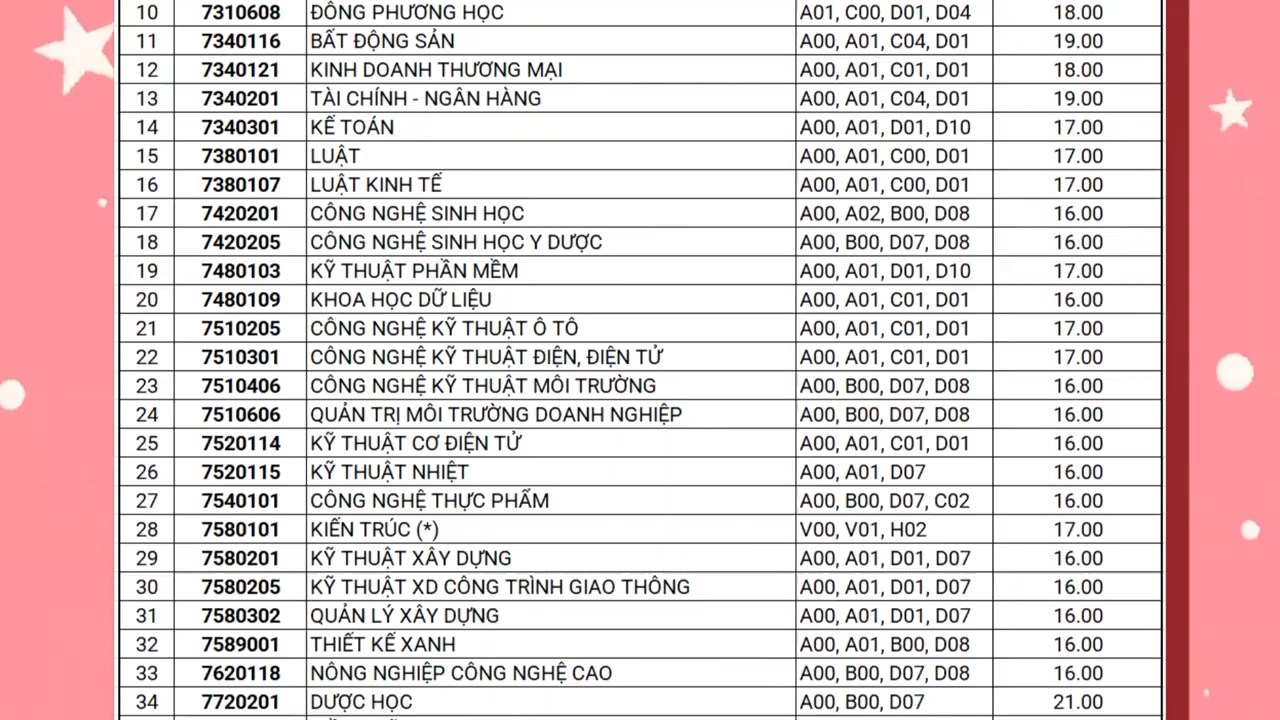 10 7310608 ĐÔNG PHƯƠNG HỌC A01, C00, D01, D04 18.00
11 7340116 BẤT ĐỘNG SẢN A00, A01, C04, D01 19.00
12 7340121 KINH DOANH THƯƠNG MẠI A00, A01, C01, D01 18.00
13 7340201 TÀI CHÍNH - NGÂN HÀNG A00, A01, C04, D01 19.00
14 7340301 KẾ TOÁN A00, A01, D01, D10 17.00
15 7380101 LUẬT A00, A01, C00, D01 17.00
16 7380107 LUẬT KINH TẾ A00, A01, C00, D01 17.00
17 7420201 CÔNG NGHỆ SINH HỌC A00, A02, B00, D08 16.00
18 7420205 CÔNG NGHỆ SINH HỌC Y DƯỢC A00, B00, D07, D08 16.00
19 7480103 KỸ THUẬT PHẦN MỀM A00, A01, D01, D10 17.00
20 7480109 KHOA HỌC DỮ LIỆU A00, A01, C01, D01 16.00
21 7510205 CÔNG NGHỆ KỸ THUẬT Ô TÔ A00, A01, C01, D01 17.00
22 7510301 CÔNG NGHỆ KỸ THUẬT ĐIỆN, ĐIỆN TỬ A00, A01, C01, D01 17.00
23 7510406 CÔNG NGHỆ KỸ THUẬT MÔI TRƯỜNG A00, B00, D07, D08 16.00
24 7510606 QUẢN TRỊ MÔI TRƯỜNG DOANH NGHIỆP A00, B00, D07, D08 16.00
25 7520114 KỸ THUẬT CƠ ĐIỆN TỬ A00, A01, C01, D01 16.00
26 7520115 KỸ THUẬT NHIỆT A00, A01, D07 16.00
27 7540101 CÔNG NGHỆ THỰC PHẨM A00, B00, D07, C02 16.00
28 7580101 KIẾN TRÚC (*) V00, V01, H02 17.00
29 7580201 KỸ THUẬT XÂY DỰNG A00, A01, D01, D07 16.00
30 7580205 KỸ THUẬT XD CÔNG TRÌNH GIAO THÔNG A00, A01, D01, D07 16.00
31 7580302 QUẢN LÝ XÂY DỰNG A00, A01, D01, D07 16.00
32 7589001 THIẾT KẾ XANH A00, A01, B00, D08 16.00
33 7620118 NÔNG NGHIỆP CÔNG NGHỆ CAO A00, B00, D07, D08 16.00
34 7720201 DƯỢC HỌC A00, B00, D07 21.00